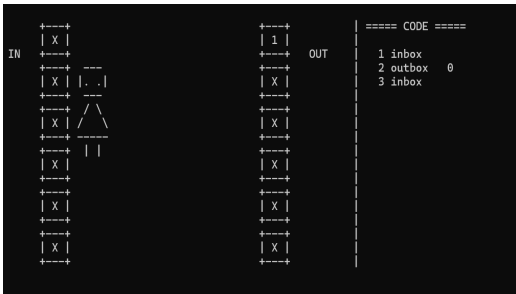 ===== CODE =====
X 1
IN OUT 1 inbox
2 outbox 0
X X 3 inbox
X X
X X
X X
X X